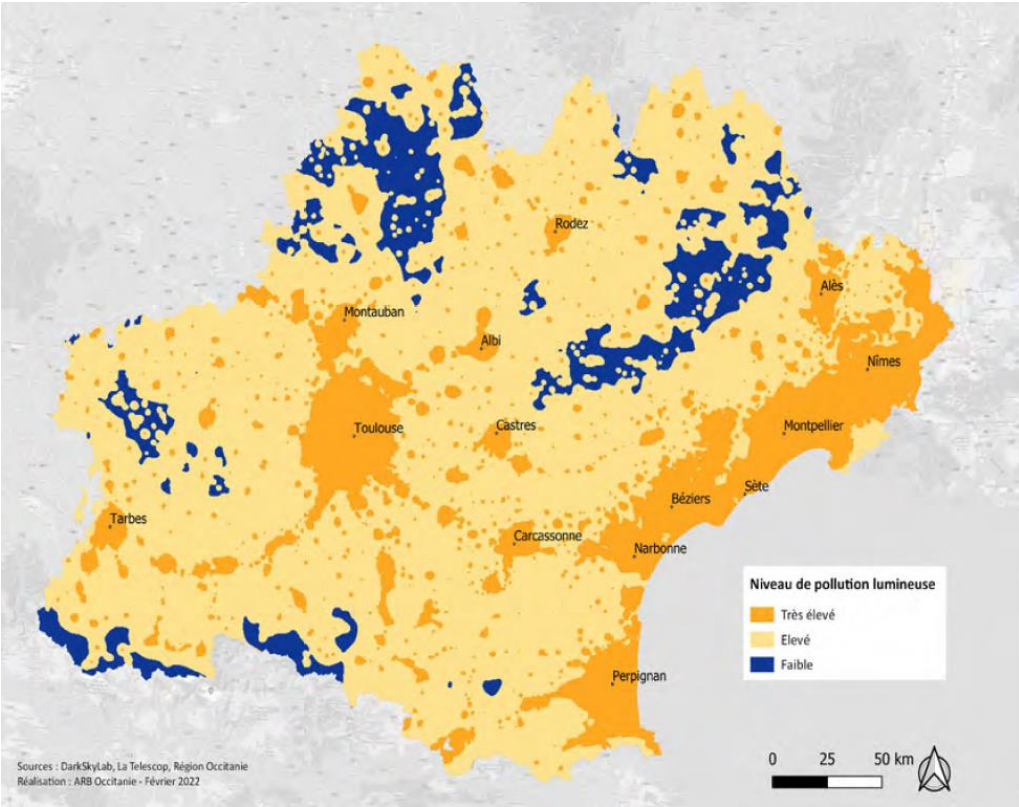 Rodez
Alès
Montauban
Albi
Nîmes
Toulouse
Castres
Montpellier
Béziers
Sète
Tarbes
Carcassonne
Narbonne
Perpignan
Niveau de pollution lumineuse
Très élevé
Elevé
Faible
0 25 50 km
Sources : DarkSkyLab, La Telescop, Région Occitanie
Réalisation : ARB Occitanie - Février 2022